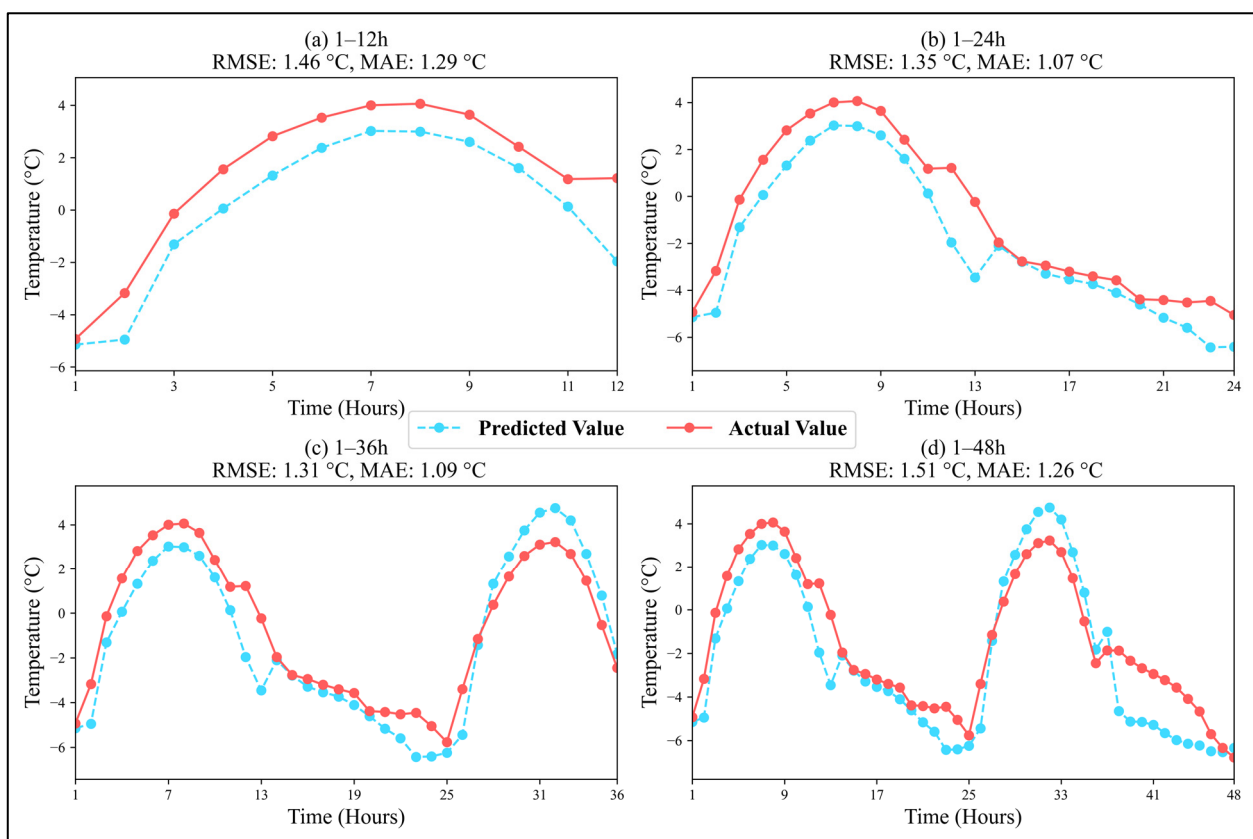 (a) 1–12h
RMSE: 1.46 °C, MAE: 1.29 °C
Temperature (°C)
4
2
0
−2
−4
−6
1 3 5 7 9 11 12
Time (Hours)
(b) 1–24h
RMSE: 1.35 °C, MAE: 1.07 °C
Temperature (°C)
4
2
0
−2
−4
−6
1 5 9 13 17 21 24
Time (Hours)
Predicted Value Actual Value
(c) 1–36h
RMSE: 1.31 °C, MAE: 1.09 °C
Temperature (°C)
4
2
0
−2
−4
−6
1 7 13 19 25 31 36
Time (Hours)
(d) 1–48h
RMSE: 1.51 °C, MAE: 1.26 °C
Temperature (°C)
4
2
0
−2
−4
−6
1 9 17 25 33 41 48
Time (Hours)